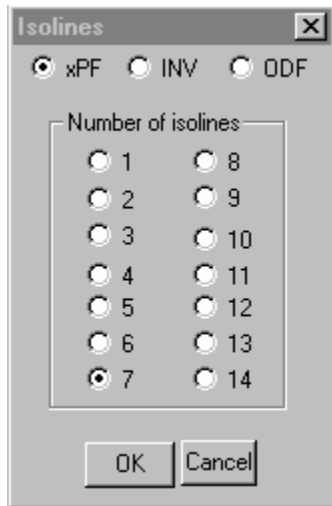 Isolines
xPF INV ODF
Number of isolines
1 8
2 9
3 10
4 11
5 12
6 13
7 14
OK Cancel